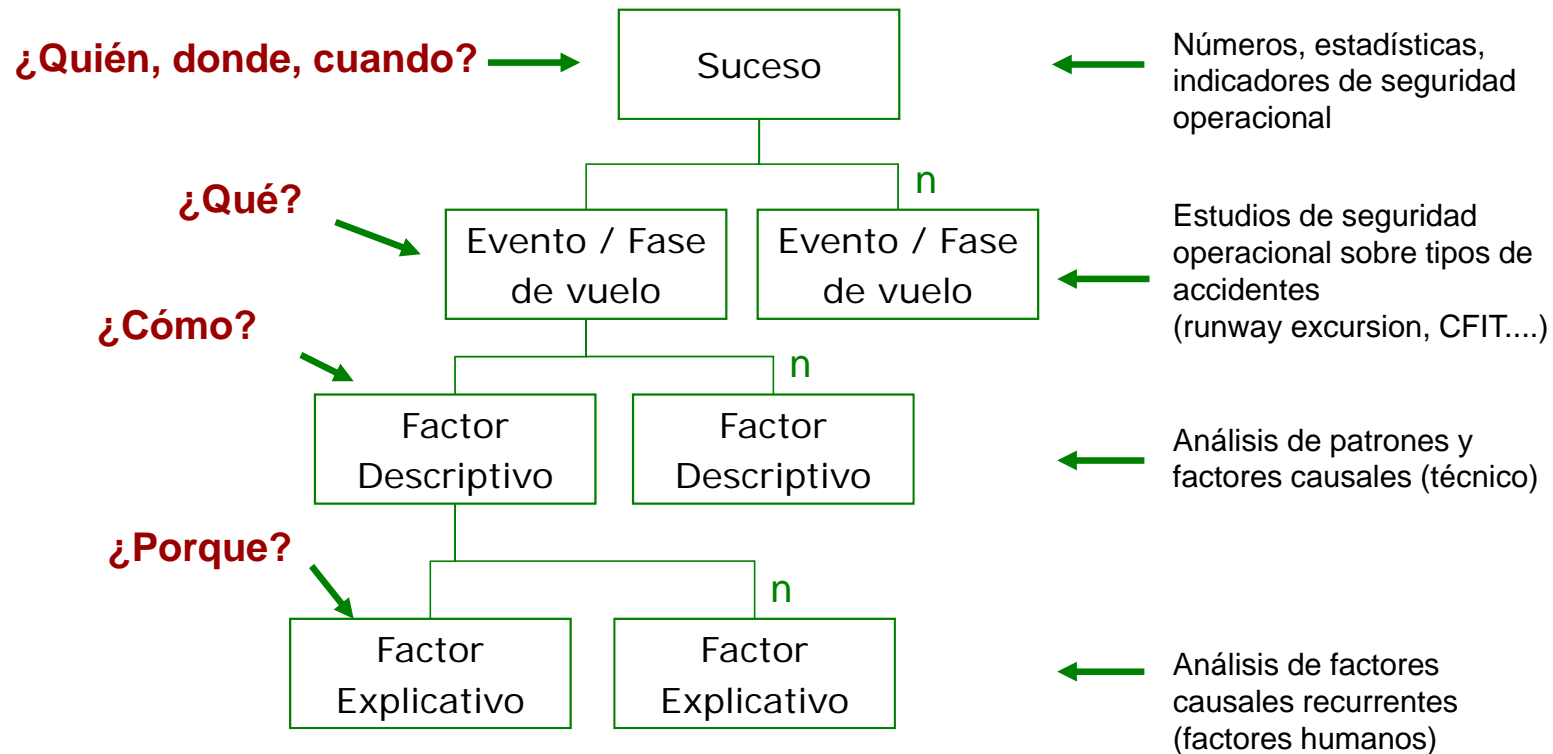 ¿Quién, donde, cuando?
Suceso
Números, estadísticas,
indicadores de seguridad
operacional
¿Qué?
n
Evento / Fase
de vuelo
Evento / Fase
de vuelo
Estudios de seguridad
operacional sobre tipos de
accidentes
(runway excursion, CFIT....)
¿Cómo?
n
Factor
Descriptivo
Factor
Descriptivo
Análisis de patrones y
factores causales (técnico)
¿Porque?
n
Factor
Explicativo
Factor
Explicativo
Análisis de factores
causales recurrentes
(factores humanos)